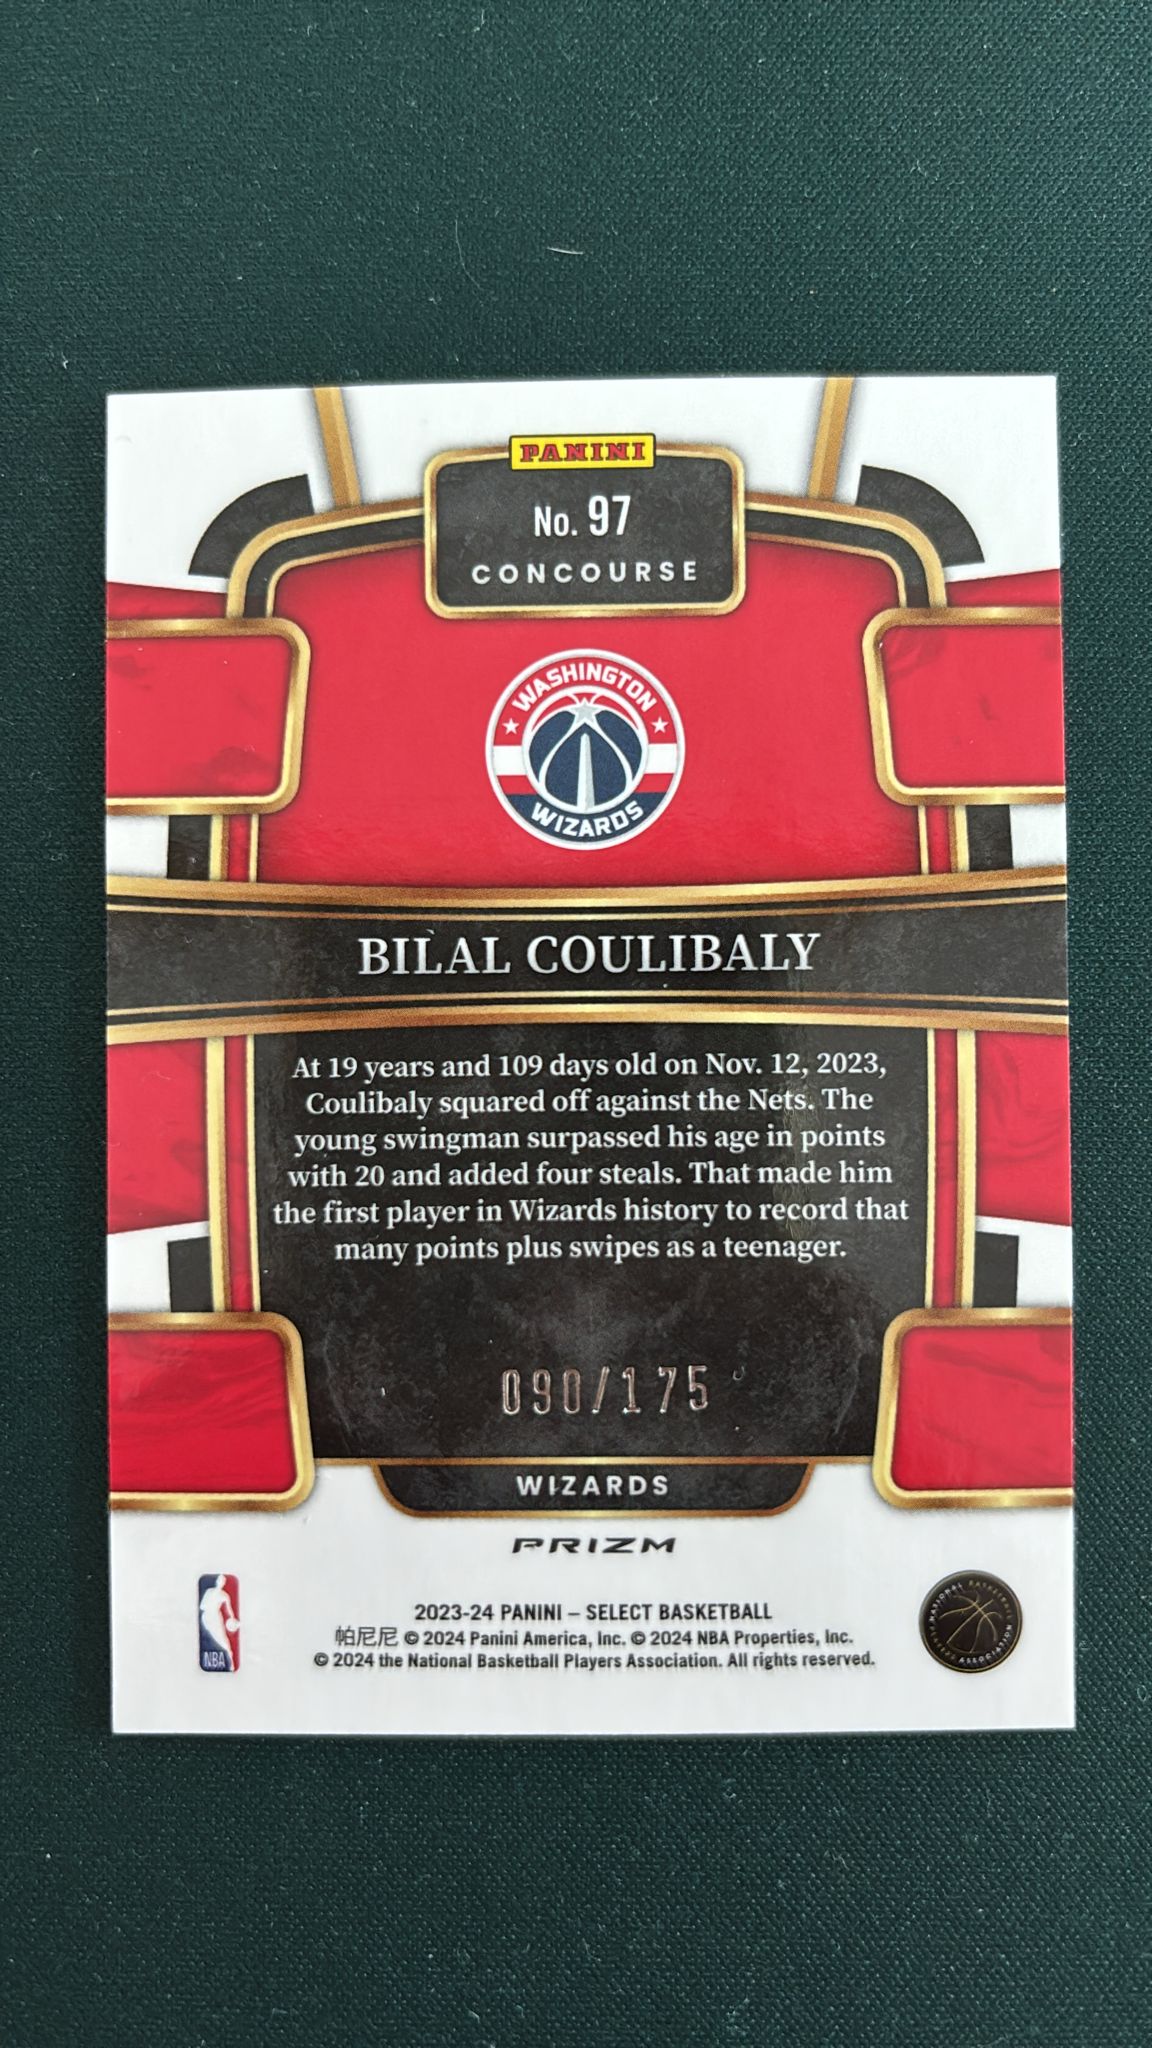 PANINI
No. 97
CONCOURSE
WASHINGTON
WIZARDS
BILAL COULIBALY
At 19 years and 109 days old on Nov. 12, 2023,
Coulibaly squared off against the Nets. The
young swingman surpassed his age in points
with 20 and added four steals. That made him
the first player in Wizards history to record that
many points plus swipes as a teenager.
090/175
WIZARDS
PRIZM
2023-24 PANINI – SELECT BASKETBALL
帕尼尼 © 2024 Panini America, Inc. © 2024 NBA Properties, Inc.
© 2024 the National Basketball Players Association. All rights reserved.
NBA
NATIONAL BASKETBALL
PLAYERS ASSOCIATION